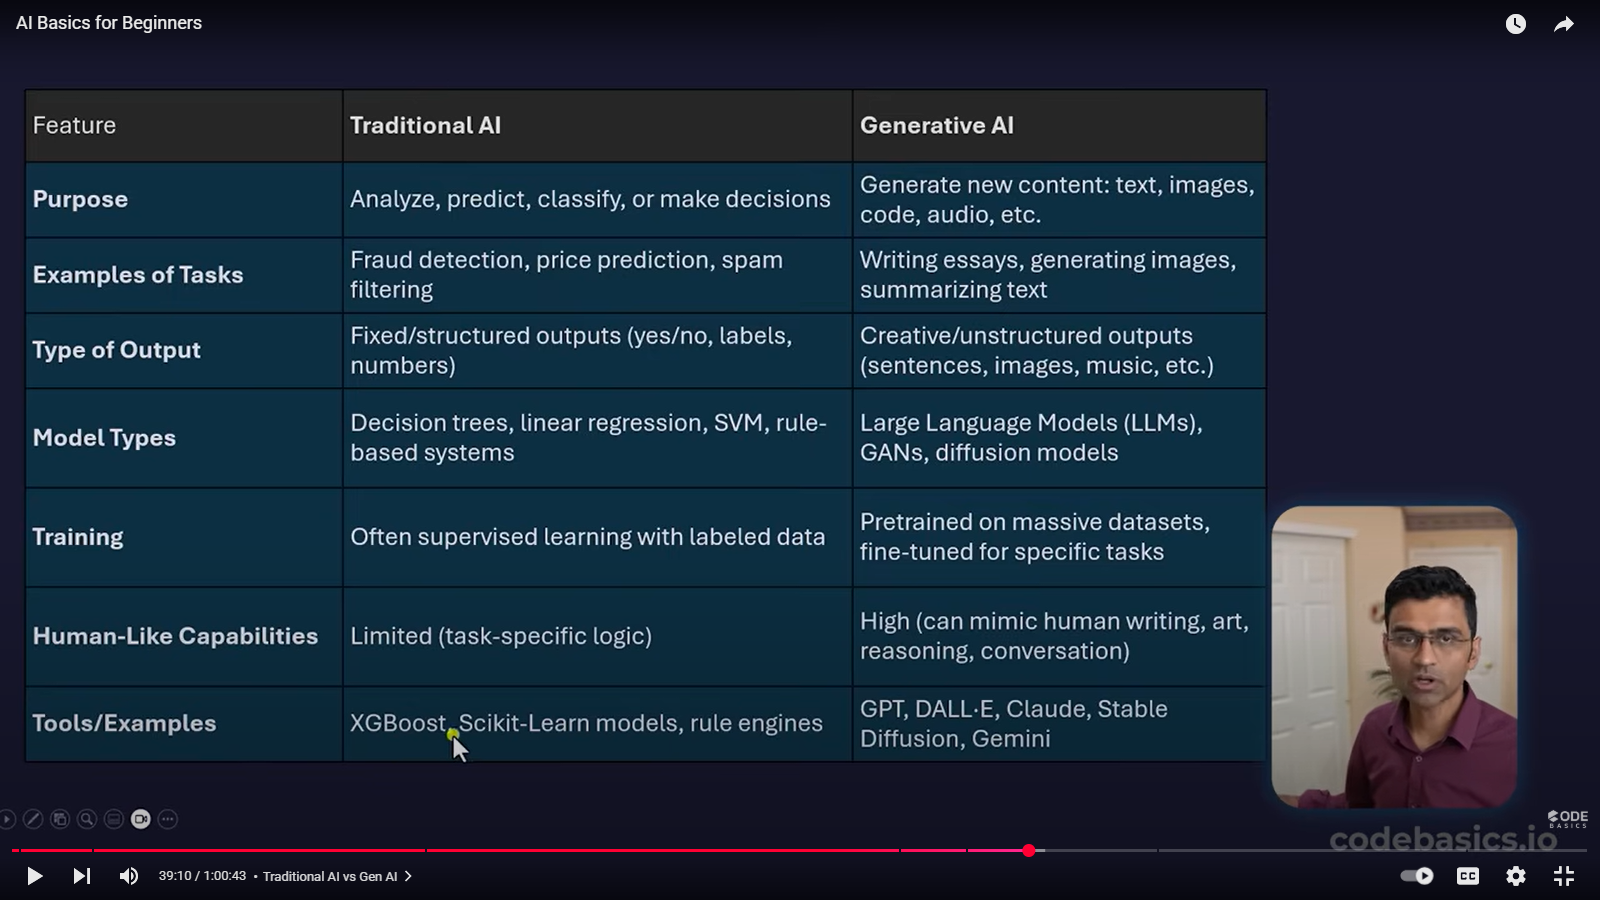 AI Basics for Beginners
Feature
Traditional AI
Generative AI
Purpose
Analyze, predict, classify, or make decisions
Generate new content: text, images,
code, audio, etc.
Examples of Tasks
Fraud detection, price prediction, spam
filtering
Writing essays, generating images,
summarizing text
Type of Output
Fixed/structured outputs (yes/no, labels,
numbers)
Creative/unstructured outputs
(sentences, images, music, etc.)
Model Types
Decision trees, linear regression, SVM, rule-
based systems
Large Language Models (LLMs),
GANs, diffusion models
Training
Often supervised learning with labeled data
Pretrained on massive datasets,
fine-tuned for specific tasks
Human-Like Capabilities
Limited (task-specific logic)
High (can mimic human writing, art,
reasoning, conversation)
Tools/Examples
XGBoost, Scikit-Learn models, rule engines
GPT, DALL·E, Claude, Stable
Diffusion, Gemini
CODE
BASICS
codebasics.io
39:10 / 1:00:43 • Traditional AI vs Gen AI
CC